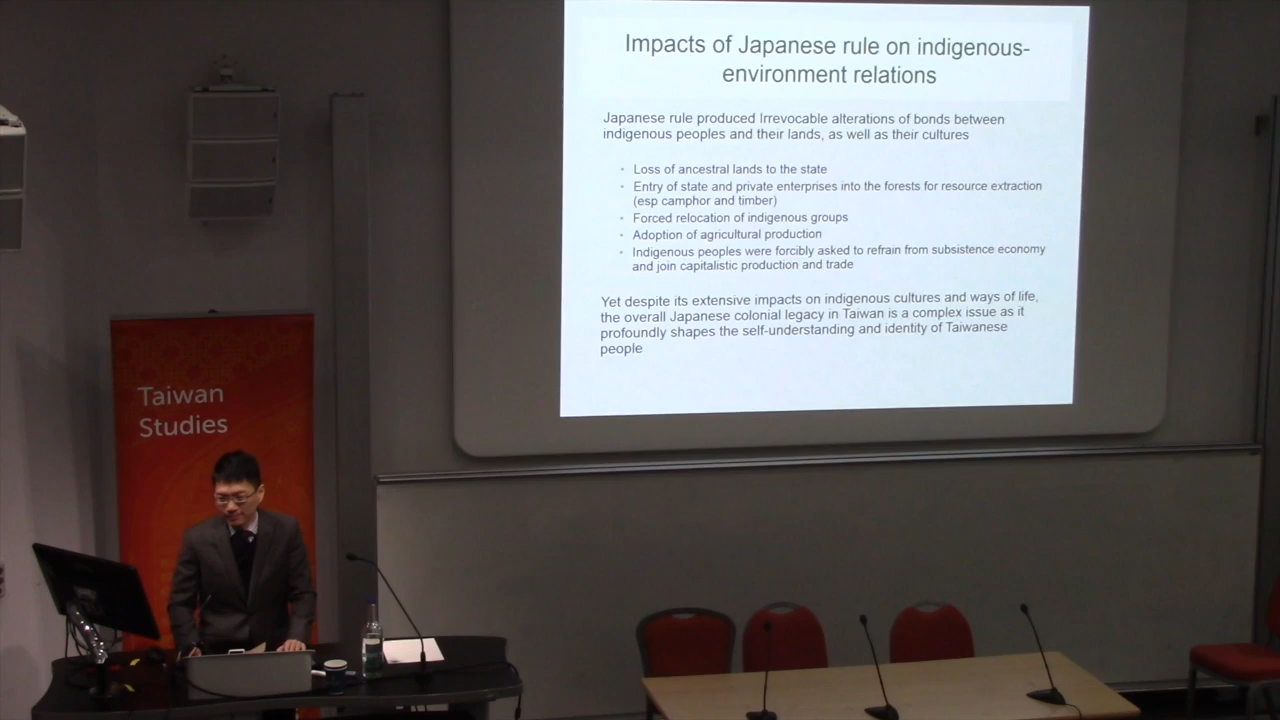 Impacts of Japanese rule on indigenous-
environment relations
Japanese rule produced Irrevocable alterations of bonds between
indigenous peoples and their lands, as well as their cultures
• Loss of ancestral lands to the state
• Entry of state and private enterprises into the forests for resource extraction
(esp camphor and timber)
• Forced relocation of indigenous groups
• Adoption of agricultural production
• Indigenous peoples were forcibly asked to refrain from subsistence economy
and join capitalistic production and trade
Yet despite its extensive impacts on indigenous cultures and ways of life,
the overall Japanese colonial legacy in Taiwan is a complex issue as it
profoundly shapes the self-understanding and identity of Taiwanese
people
Taiwan
Studies